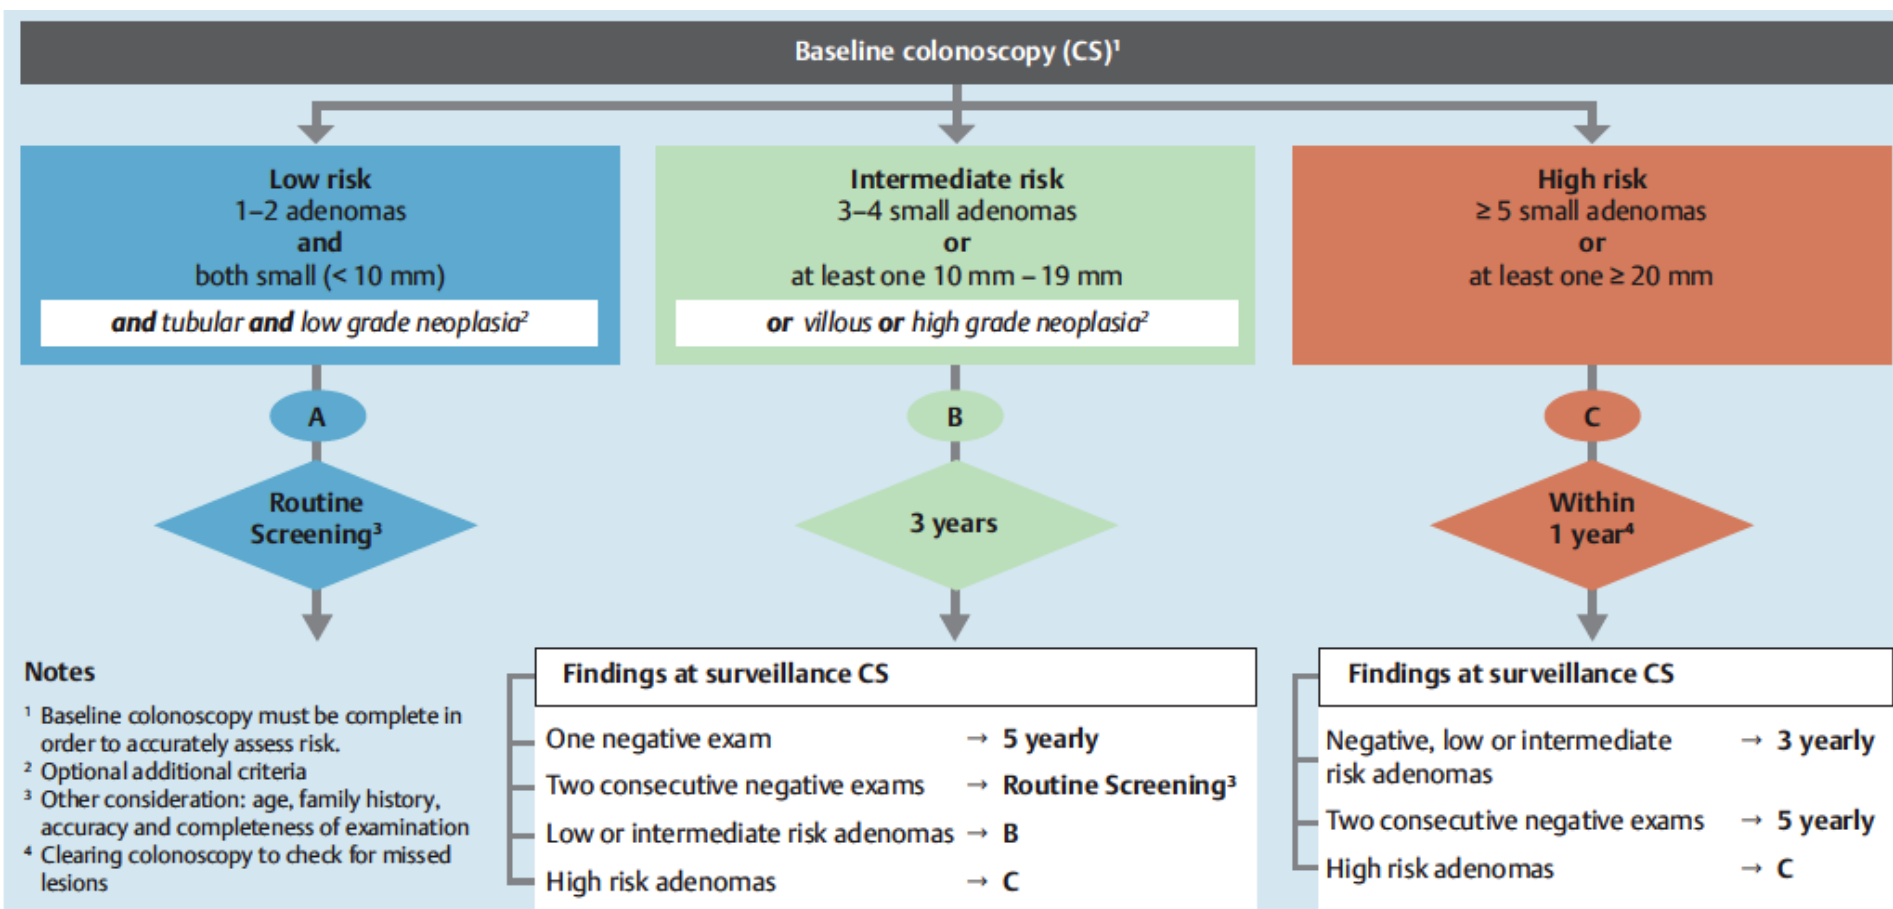 Baseline colonoscopy (CS)¹
Low risk
1–2 adenomas
and
both small (< 10 mm)
and tubular and low grade neoplasia²
Intermediate risk
3–4 small adenomas
or
at least one 10 mm – 19 mm
or villous or high grade neoplasia²
High risk
≥ 5 small adenomas
or
at least one ≥ 20 mm
A
B
C
Routine
Screening³
3 years
Within
1 year⁴
Notes
¹ Baseline colonoscopy must be complete in
order to accurately assess risk.
² Optional additional criteria
³ Other consideration: age, family history,
accuracy and completeness of examination
⁴ Clearing colonoscopy to check for missed
lesions
Findings at surveillance CS
One negative exam → 5 yearly
Two consecutive negative exams → Routine Screening³
Low or intermediate risk adenomas → B
High risk adenomas → C
Findings at surveillance CS
Negative, low or intermediate → 3 yearly
risk adenomas
Two consecutive negative exams → 5 yearly
High risk adenomas → C